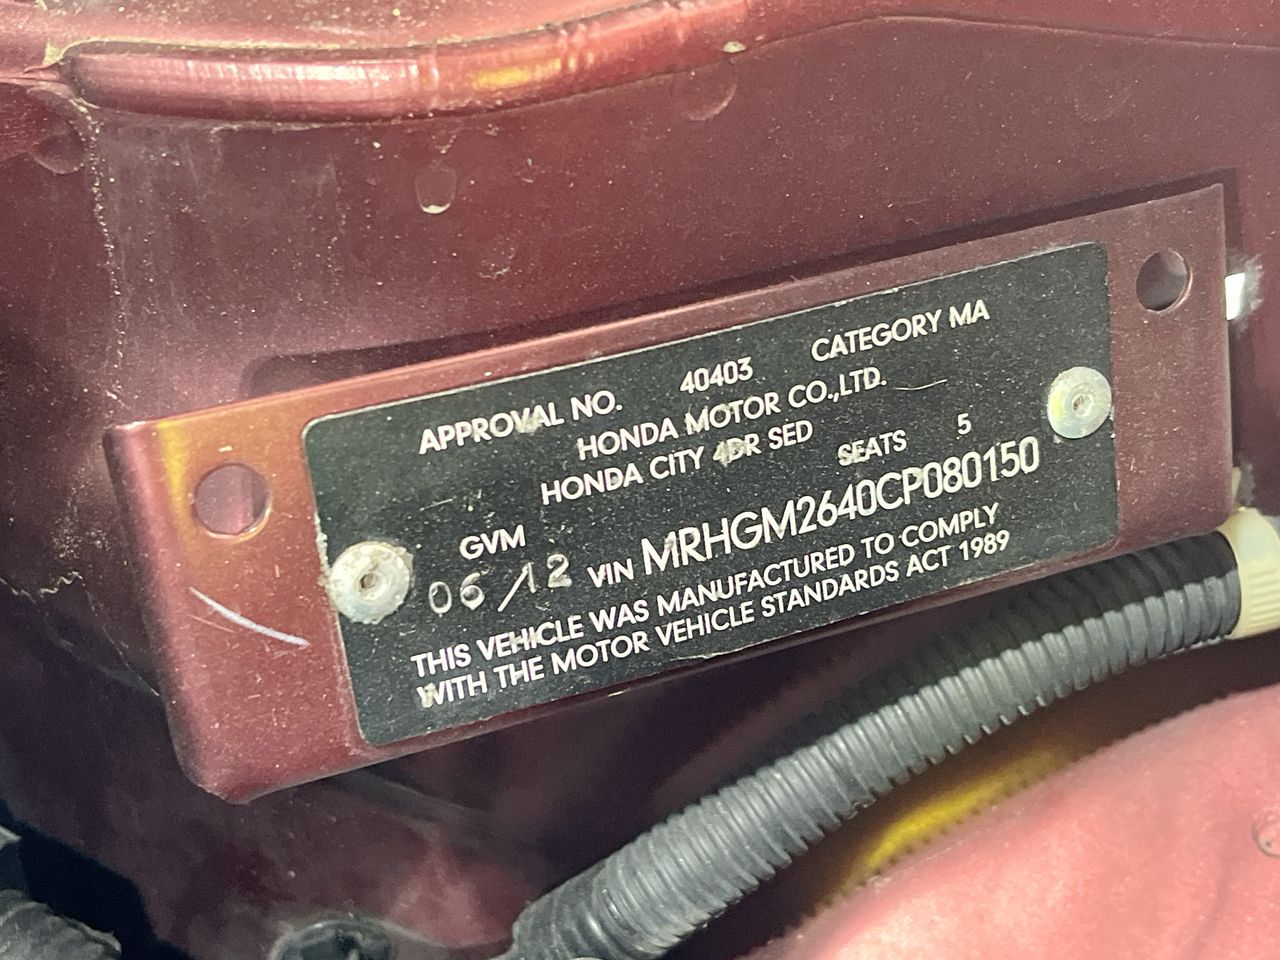 APPROVAL NO. 40403 CATEGORY MA
HONDA MOTOR CO.,LTD.
HONDA CITY 4DR SED
GVM SEATS 5
06/12 VIN MRHGM2640CP080150
THIS VEHICLE WAS MANUFACTURED TO COMPLY
WITH THE MOTOR VEHICLE STANDARDS ACT 1989